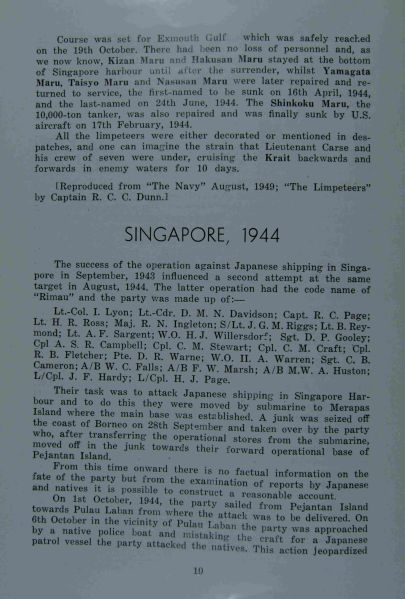 Course was set for Exmouth Gulf which was safely reached
on the 19th October. There had been no loss of personnel and, as
we now know, Kizan Maru and Hakusan Maru stayed at the bottom
of Singapore harbour until after the surrender, whilst Yamagata
Maru, Taisyo Maru and Nasusan Maru were later repaired and re-
turned to service, the first-named to be sunk on 16th April, 1944,
and the last-named on 24th June, 1944. The Shinkoku Maru, the
10,000-ton tanker, was also repaired and was finally sunk by U.S.
aircraft on 17th February, 1944.
All the limpeteers were either decorated or mentioned in des-
patches, and one can imagine the strain that Lieutenant Carse and
his crew of seven were under, cruising the Krait backwards and
forwards in enemy waters for 10 days.
[Reproduced from "The Navy" August, 1949; "The Limpeteers"
by Captain R. C. C. Dunn.]
SINGAPORE, 1944
The success of the operation against Japanese shipping in Singa-
pore in September, 1943 influenced a second attempt at the same
target in August, 1944. The latter operation had the code name of
"Rimau" and the party was made up of:—
Lt.-Col. I. Lyon; Lt.-Cdr. D. M. N. Davidson; Capt. R. C. Page;
Lt. H. R. Ross; Maj. R. N. Ingleton; S/Lt. J. G. M. Riggs; Lt. B. Rey-
mond; Lt. A. F. Sargent; W.O. H. J. Willersdorf; Sgt. D. P. Gooley;
Cpl A. S. R. Campbell; Cpl. C. M. Stewart; Cpl. C. M. Craft; Cpl.
R. B. Fletcher; Pte. D. R. Warne; W.O. II. A. Warren; Sgt. C. B.
Cameron; A/B W. C. Falls; A/B F. W. Marsh; A/B M.W. A. Huston;
L/Cpl. J. F. Hardy; L/Cpl. H. J. Page.
Their task was to attack Japanese shipping in Singapore Har-
bour and to do this they were moved by submarine to Merapas
Island where the main base was established. A junk was seized off
the coast of Borneo on 28th September and taken over by the party
who, after transferring the operational stores from the submarine,
moved off in the junk towards their forward operational base of
Pejantan Island.
From this time onward there is no factual information on the
fate of the party but from the examination of reports by Japanese
and natives it is possible to construct a reasonable account.
On 1st October, 1944, the party sailed from Pejantan Island
towards Pulau Laban from where the attack was to be delivered. On
6th October in the vicinity of Pulau Laban the party was approached
by a native police boat and mistaking the craft for a Japanese
patrol vessel the party attacked the natives. This action jeopardized
10